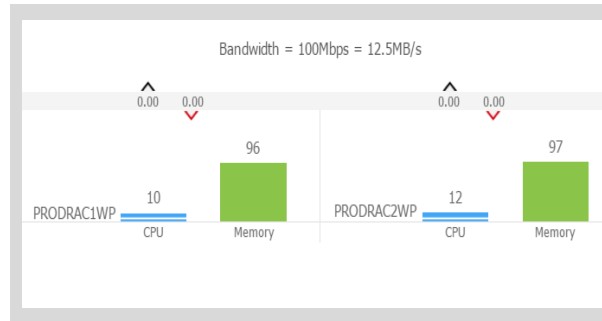 Bandwidth = 100Mbps = 12.5MB/s
0.00 0.00 0.00 0.00
96 97
10 12
PRODRAC1WP PRODRAC2WP
CPU Memory CPU Memory